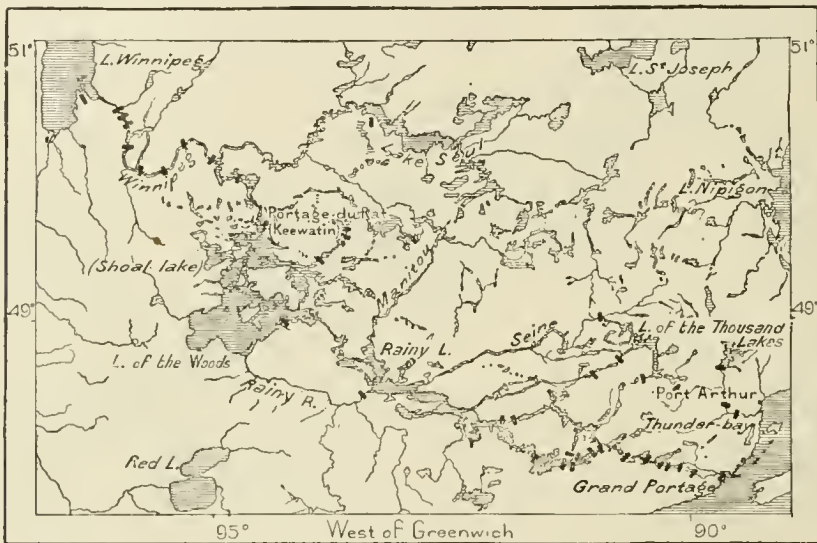 51°
51°
L. Winnipeg
L. St Joseph
Lake Seul
Winnipeg
L. Nipigon
Portage du Rat
(Keewatin)
(Shoal lake)
Manitou
49°
49°
Seine
L. of the Thousand
Lakes
L. of the Woods
Rainy L.
Rainy R.
Port Arthur
Thunder-bay
Red L.
Grand Portage
95°
West of Greenwich
90°